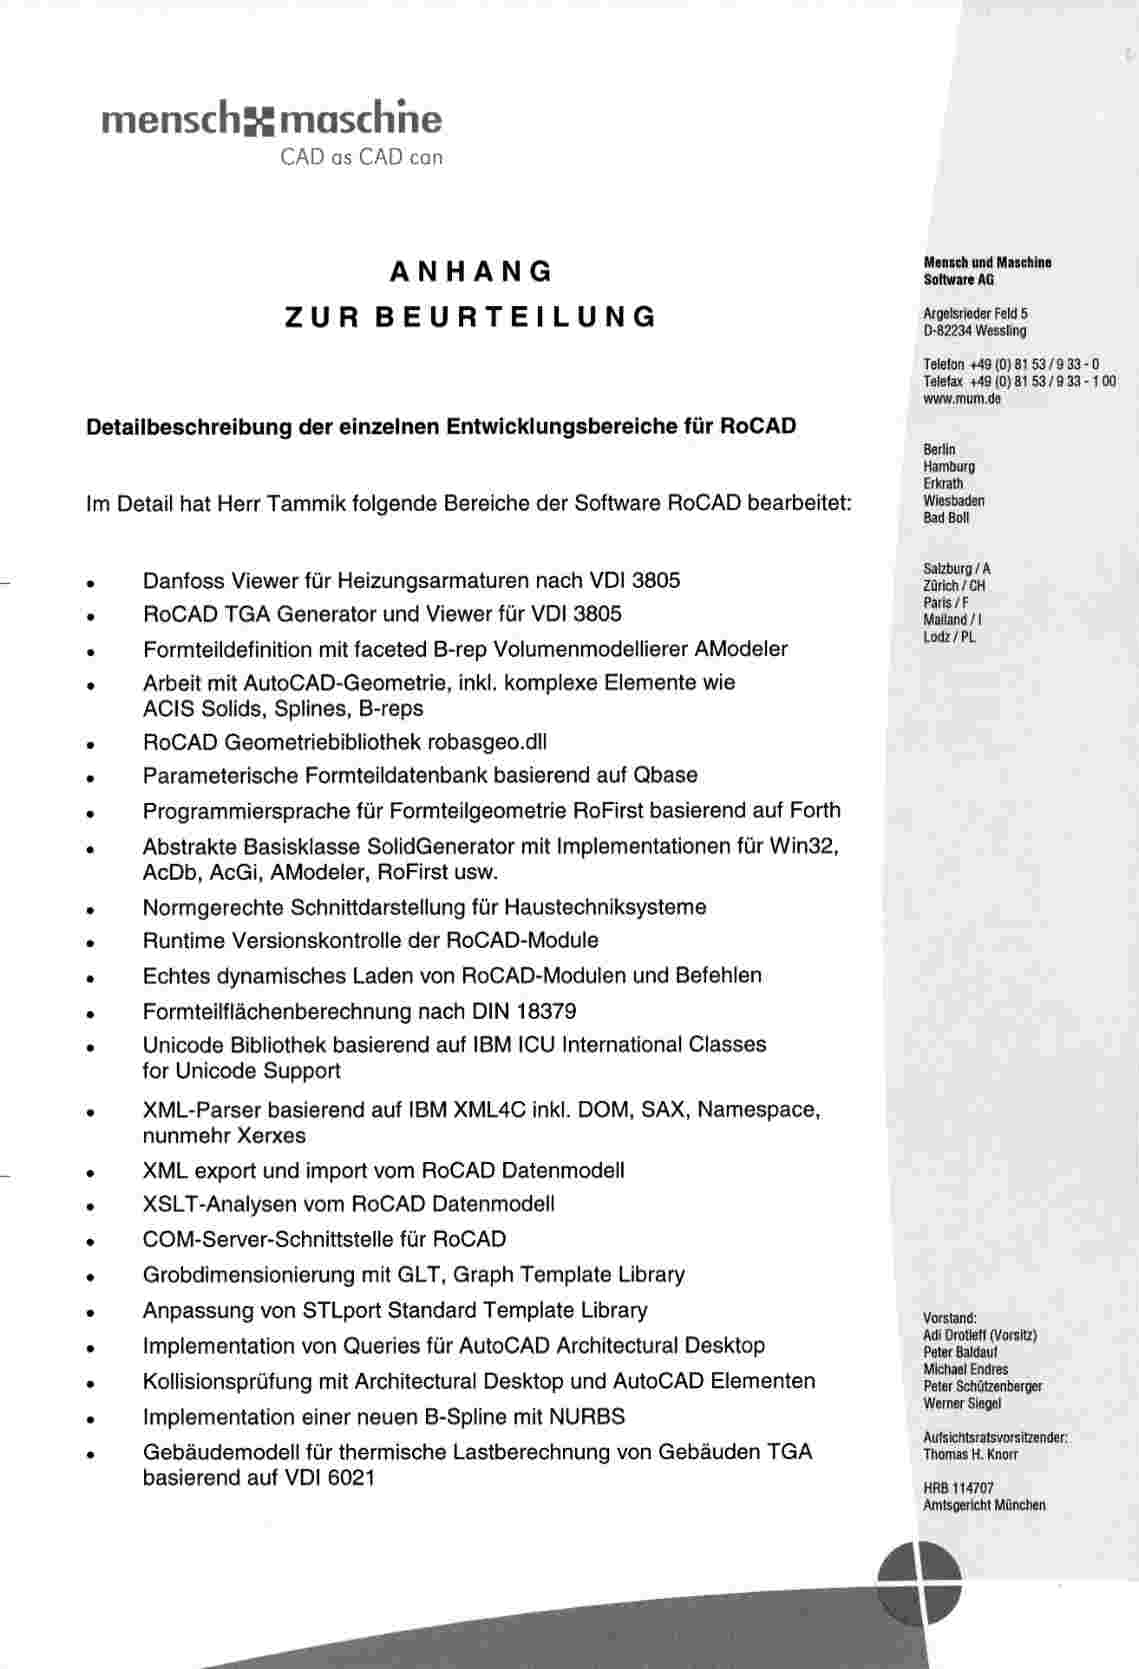 mensch maschine
CAD as CAD can
ANHANG
ZUR BEURTEILUNG
Detailbeschreibung der einzelnen Entwicklungsbereiche für RoCAD
Im Detail hat Herr Tammik folgende Bereiche der Software RoCAD bearbeitet:
• Danfoss Viewer für Heizungsarmaturen nach VDI 3805
• RoCAD TGA Generator und Viewer für VDI 3805
• Formteildefinition mit faceted B-rep Volumenmodellierer AModeler
• Arbeit mit AutoCAD-Geometrie, inkl. komplexe Elemente wie
ACIS Solids, Splines, B-reps
• RoCAD Geometriebibliothek robasgeo.dll
• Parameterische Formteildatenbank basierend auf Qbase
• Programmiersprache für Formteilgeometrie RoFirst basierend auf Forth
• Abstrakte Basisklasse SolidGenerator mit Implementationen für Win32,
AcDb, AcGi, AModeler, RoFirst usw.
• Normgerechte Schnittdarstellung für Haustechniksysteme
• Runtime Versionskontrolle der RoCAD-Module
• Echtes dynamisches Laden von RoCAD-Modulen und Befehlen
• Formteilflächenberechnung nach DIN 18379
• Unicode Bibliothek basierend auf IBM ICU International Classes
for Unicode Support
• XML-Parser basierend auf IBM XML4C inkl. DOM, SAX, Namespace,
nunmehr Xerxes
• XML export und import vom RoCAD Datenmodell
• XSLT-Analysen vom RoCAD Datenmodell
• COM-Server-Schnittstelle für RoCAD
• Grobdimensionierung mit GLT, Graph Template Library
• Anpassung von STLport Standard Template Library
• Implementation von Queries für AutoCAD Architectural Desktop
• Kollisionsprüfung mit Architectural Desktop und AutoCAD Elementen
• Implementation einer neuen B-Spline mit NURBS
• Gebäudemodell für thermische Lastberechnung von Gebäuden TGA
basierend auf VDI 6021
Mensch und Maschine
Software AG
Argelsrieder Feld 5
D-82234 Wessling
Telefon +49 (0) 81 53 / 9 33 - 0
Telefax +49 (0) 81 53 / 9 33 - 1 00
www.mum.de
Berlin
Hamburg
Erkrath
Wiesbaden
Bad Boll
Salzburg / A
Zürich / CH
Paris / F
Mailand / I
Lodz / PL
Vorstand:
Adi Drotleff (Vorsitz)
Peter Baldauf
Michael Endres
Peter Schützenberger
Werner Siegel
Aufsichtsratsvorsitzender:
Thomas H. Knorr
HRB 114707
Amtsgericht München